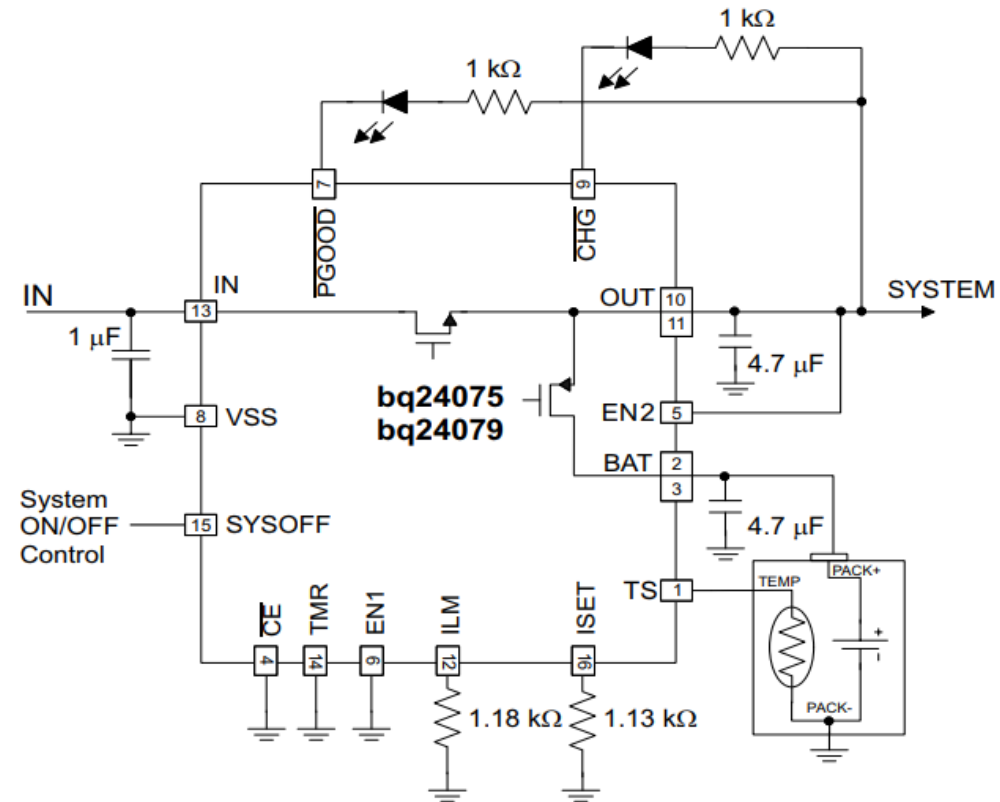 1 kΩ
1 kΩ
7
9
PGOOD
CHG
IN
IN
13
OUT
10
11
SYSTEM
1 μF
4.7 μF
bq24075
bq24079
EN2
5
8
VSS
BAT
2
3
System
ON/OFF
Control
15
SYSOFF
4.7 μF
PACK+
TEMP
TS
1
+
-
CE
TMR
EN1
ILM
ISET
4
14
6
12
16
1.18 kΩ
1.13 kΩ
PACK-